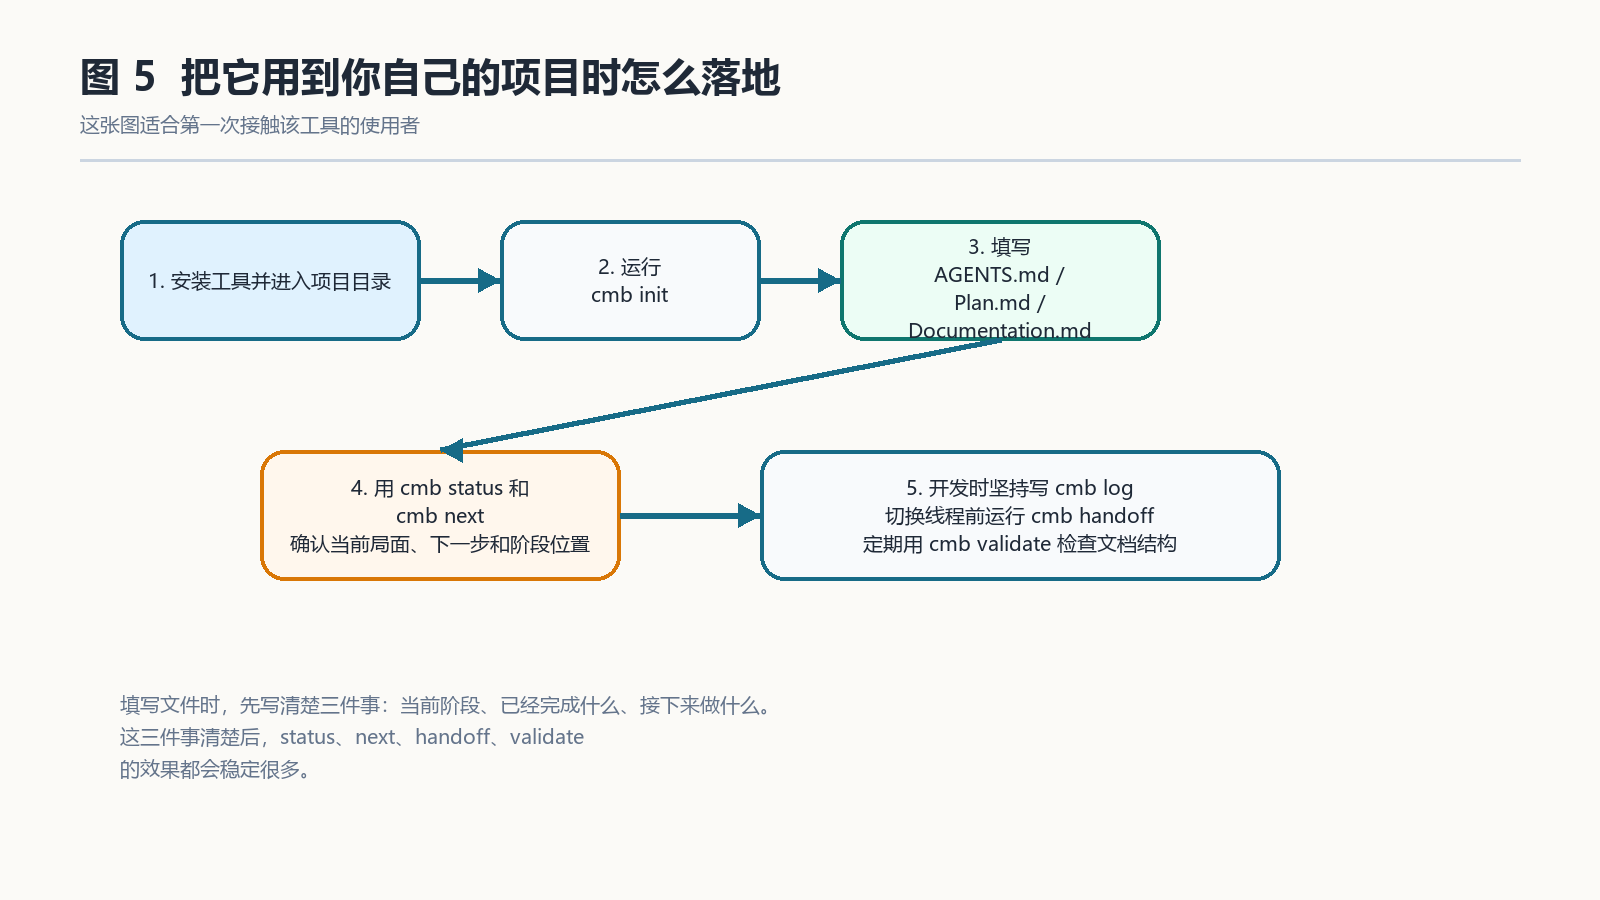 图 5 把它用到你自己的项目时怎么落地
这张图适合第一次接触该工具的使用者
1. 安装工具并进入项目目录
2. 运行
cmb init
3. 填写
AGENTS.md /
Plan.md /
Documentation.md
4. 用 cmb status 和
cmb next
确认当前局面、下一步和阶段位置
5. 开发时坚持写 cmb log
切换线程前运行 cmb handoff
定期用 cmb validate 检查文档结构
填写文件时，先写清楚三件事：当前阶段、已经完成什么、接下来做什么。
这三件事清楚后，status、next、handoff、validate
的效果都会稳定很多。